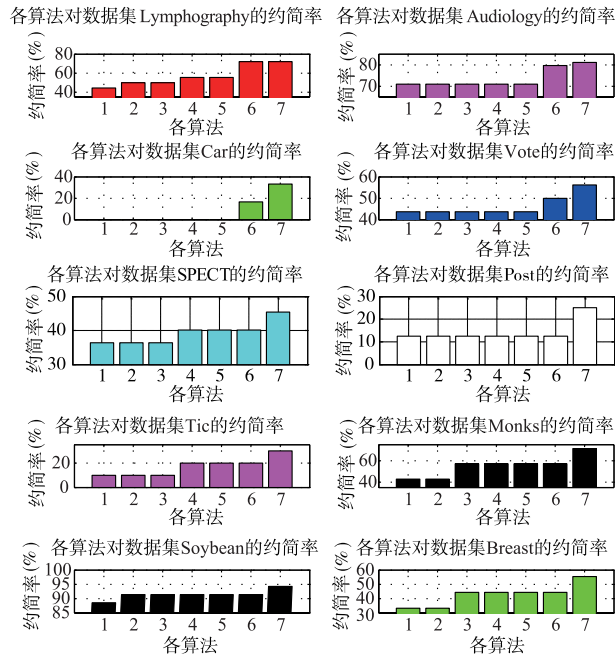 各算法对数据集Lymphography的约简率
约简率(%)
80
60
40
1 2 3 4 5 6 7
各算法
各算法对数据集Audiology的约简率
约简率(%)
80
70
1 2 3 4 5 6 7
各算法
各算法对数据集Car的约简率
约简率(%)
40
20
0
1 2 3 4 5 6 7
各算法
各算法对数据集Vote的约简率
约简率(%)
60
50
40
1 2 3 4 5 6 7
各算法
各算法对数据集SPECT的约简率
约简率(%)
50
40
30
1 2 3 4 5 6 7
各算法
各算法对数据集Post的约简率
约简率(%)
30
20
10
0
1 2 3 4 5 6 7
各算法
各算法对数据集Tic的约简率
约简率(%)
20
0
1 2 3 4 5 6 7
各算法
各算法对数据集Monks的约简率
约简率(%)
60
40
1 2 3 4 5 6 7
各算法
各算法对数据集Soybean的约简率
约简率(%)
100
95
90
85
1 2 3 4 5 6 7
各算法
各算法对数据集Breast的约简率
约简率(%)
60
50
40
30
1 2 3 4 5 6 7
各算法